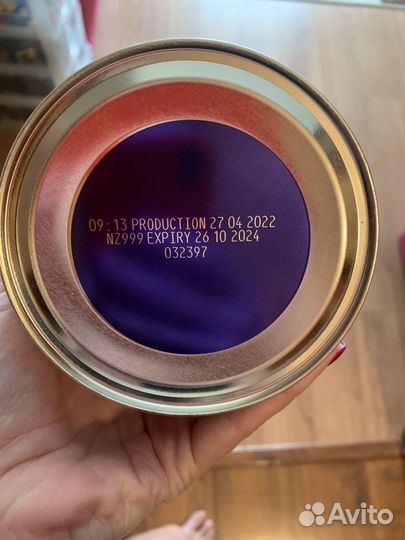 09:13 PRODUCTION 27 04 2022
NZ999 EXPIRY 26 10 2024
032397
Avito